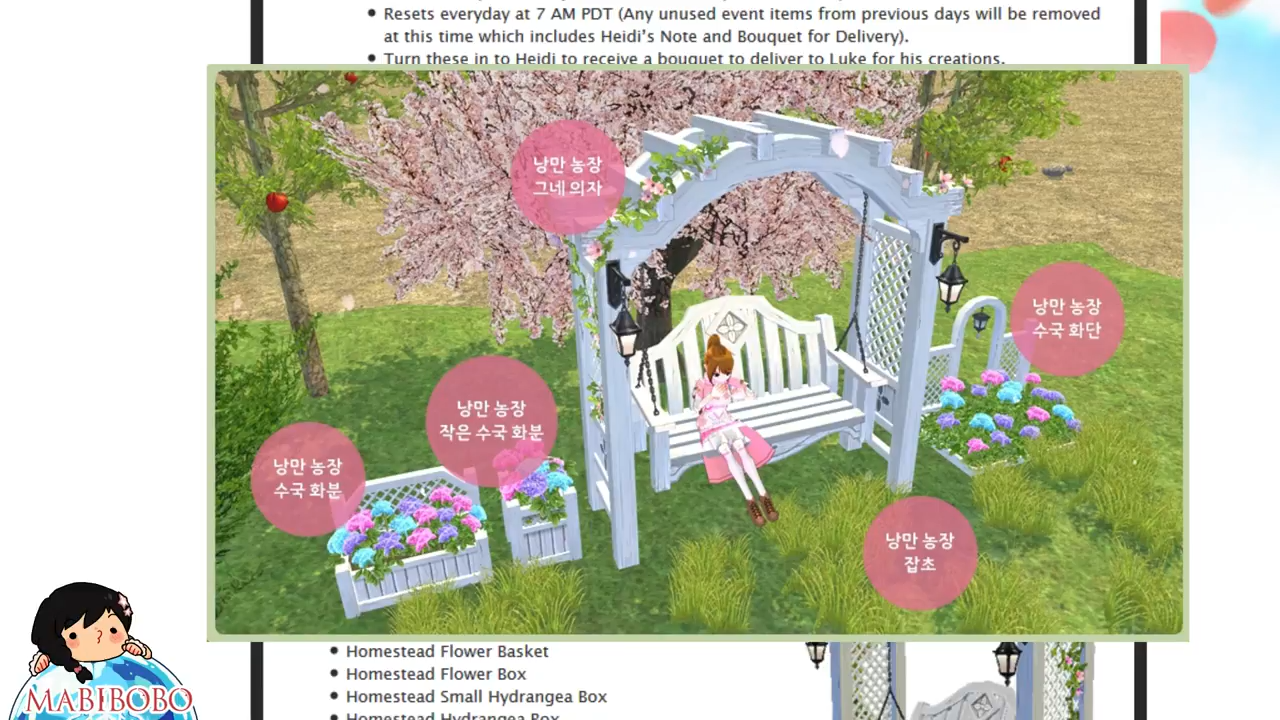 Resets everyday at 7 AM PDT (Any unused event items from previous days will be removed
at this time which includes Heidi's Note and Bouquet for Delivery).
Turn these in to Heidi to receive a bouquet to deliver to Luke for his creations.
낭만 농장
그네 의자
낭만 농장
수국 화단
낭만 농장
작은 수국 화분
낭만 농장
수국 화분
낭만 농장
잡초
Homestead Flower Basket
Homestead Flower Box
Homestead Small Hydrangea Box
Homestead Hydrangea Box
MABIBOBO